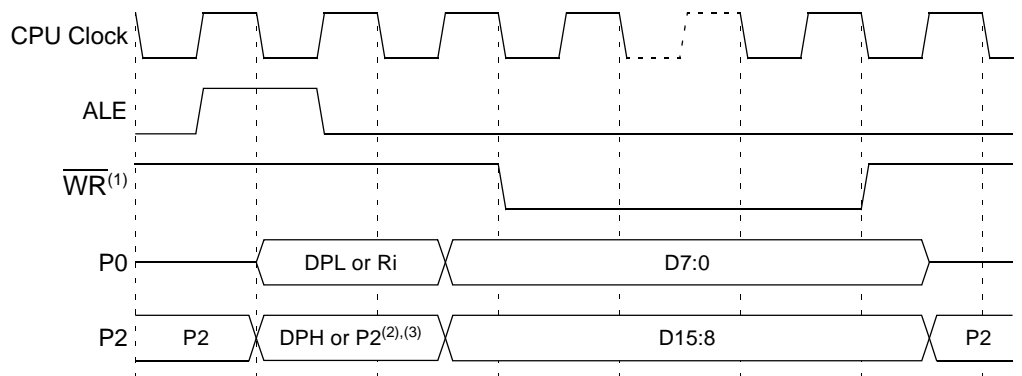 CPU Clock
ALE
WR(1)
P0 DPL or Ri D7:0
P2 P2 DPH or P2(2),(3) D15:8 P2